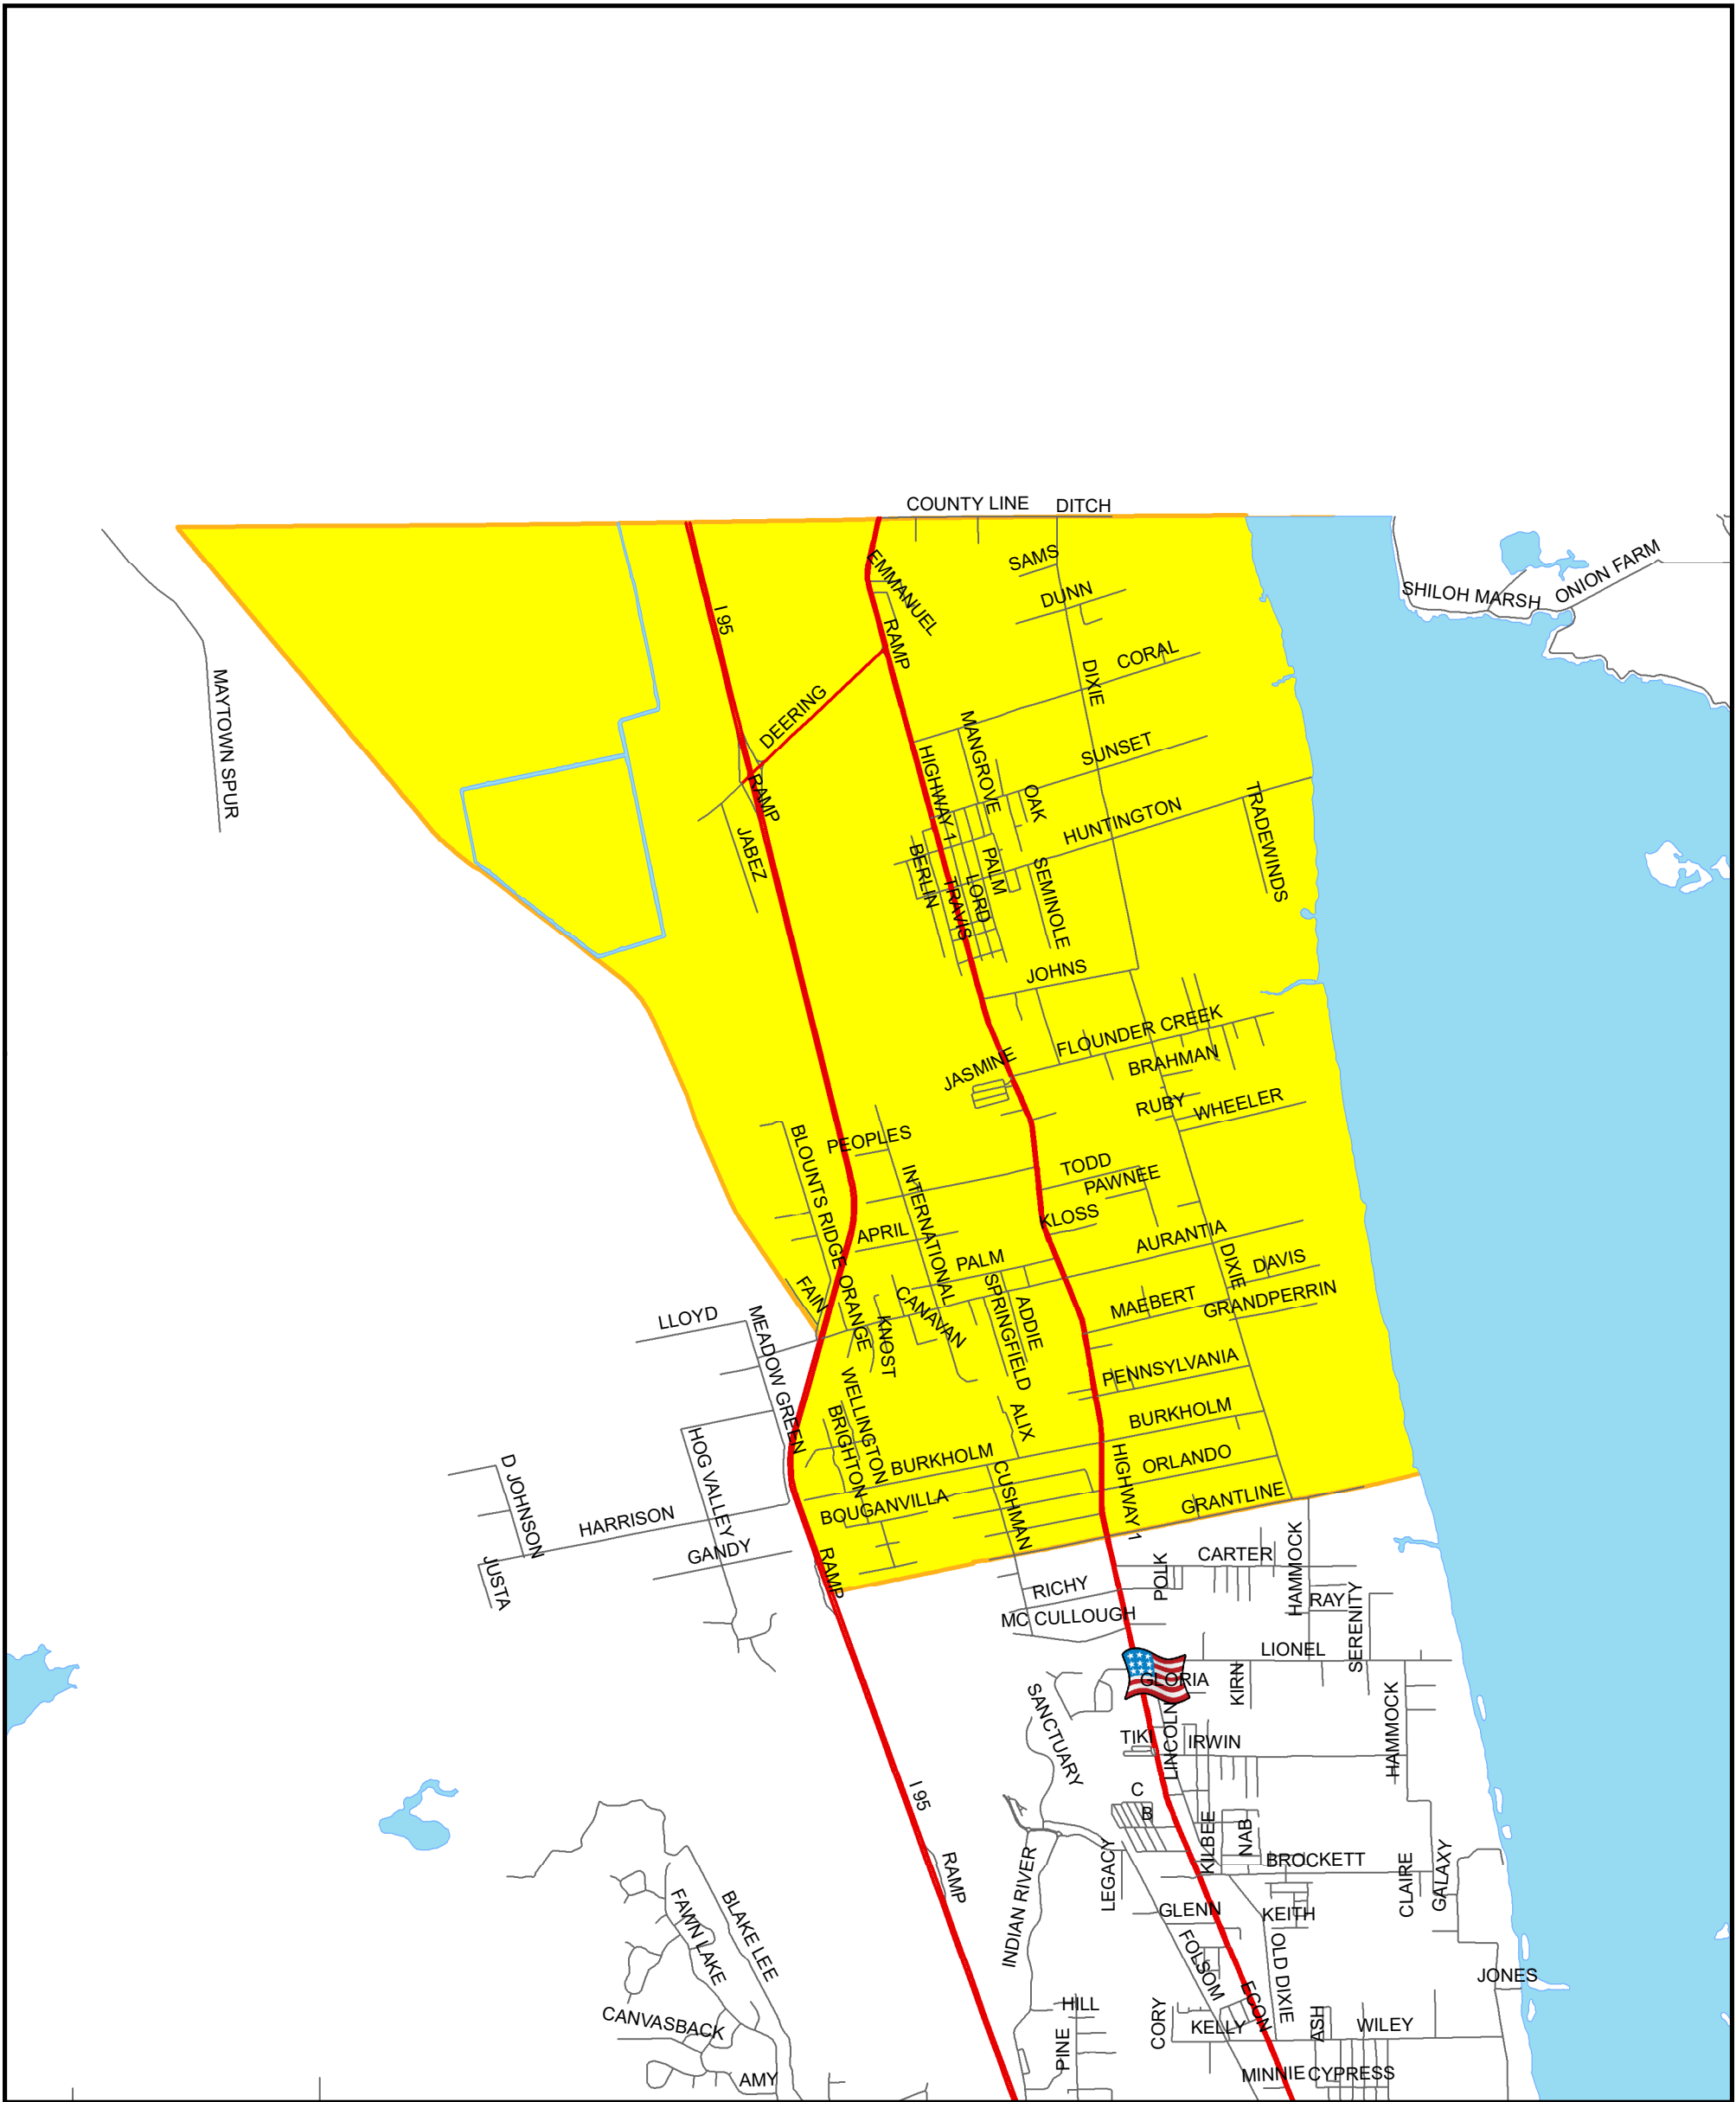 COUNTY LINE
DITCH
SAMS
EMMANUEL
DUNN
SHILOH MARSH
ONION FARM
I 95
RAMP
CORAL
DIXIE
MAYTOWN SPUR
DEERING
MANGROVE
SUNSET
HIGHWAY 1
RAMP
OAK
HUNTINGTON
TRADEWINDS
JABEZ
BERLIN
PALM
SEMINOLE
TRAVIS
LORD
JOHNS
FLOUNDER CREEK
JASMINE
BRAHMAN
RUBY
WHEELER
BLOUNTS RIDGE
PEOPLES
INTERNATIONAL
TODD
PAWNEE
KLOSS
APRIL
AURANTIA
PALM
DIXIE
DAVIS
FAIN
ORANGE
CANAVAN
SPRINGFIELD
ADDIE
MAEBERT
GRANDPERRIN
LLOYD
MEADOW GREEN
KNOST
PENNSYLVANIA
WELLINGTON
BRIGHTON
ALIX
BURKHOLM
HOG VALLEY
BURKHOLM
HIGHWAY 1
ORLANDO
D JOHNSON
CUSHMAN
BOUGANVILLA
GRANTLINE
HARRISON
GANDY
JUSTA
RAMP
CARTER
HAMMOCK
POLK
RICHY
RAY
SERENITY
MC CULLOUGH
LIONEL
GLORIA
KIRN
SANCTUARY
LINCOLN
HAMMOCK
TIKI
IRWIN
C
B
I 95
KILBEE
NAB
LEGACY
BROCKETT
CLAIRE
GALAXY
RAMP
INDIAN RIVER
FAWN LAKE
BLAKE LEE
GLENN
KEITH
FOLSOM
OLD DIXIE
JONES
CANVASBACK
HILL
CORY
ECON
KELLY
ASH
WILEY
PINE
AMY
MINNIE
CYPRESS